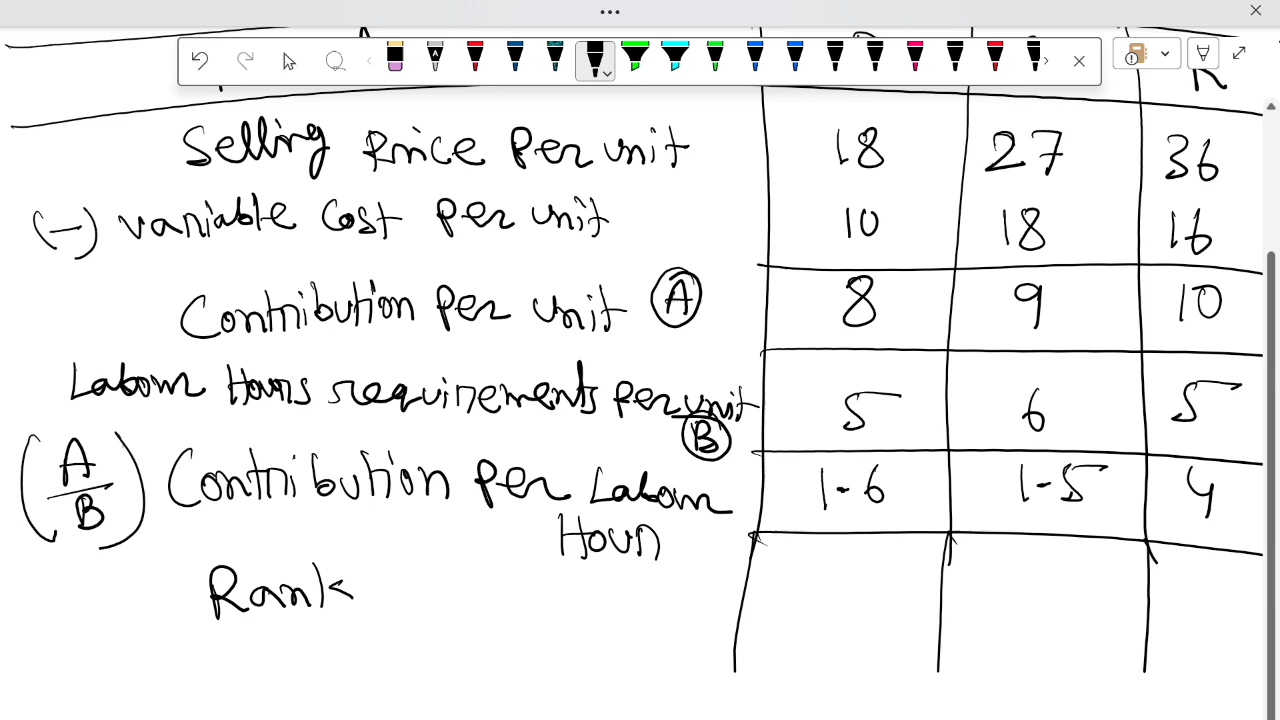 R
Selling Price Per unit 18 27 36
(-) variable cost per unit 10 18 16
Contribution per unit A 8 9 10
Labour Hours requirements per unit B 5 6 5
(A/B) Contribution per Labour Hour 1-6 1-5 4
Rank